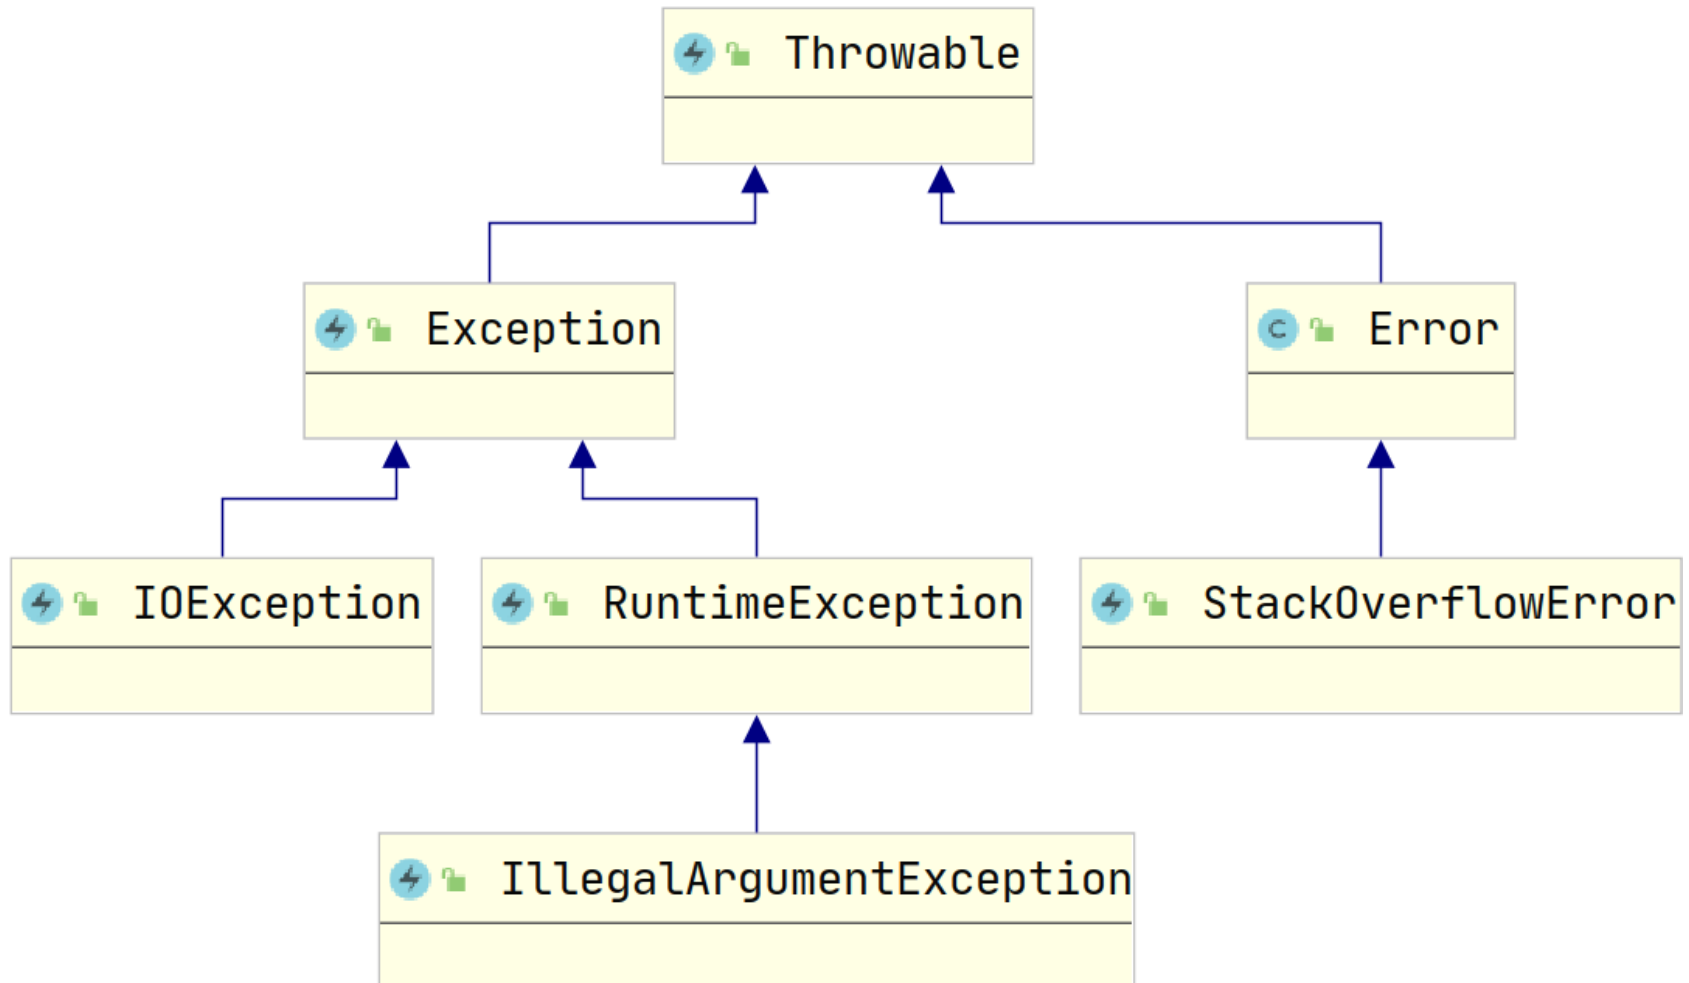 Throwable
Exception
C Error
IOException
RuntimeException
StackOverflowError
IllegalArgumentException